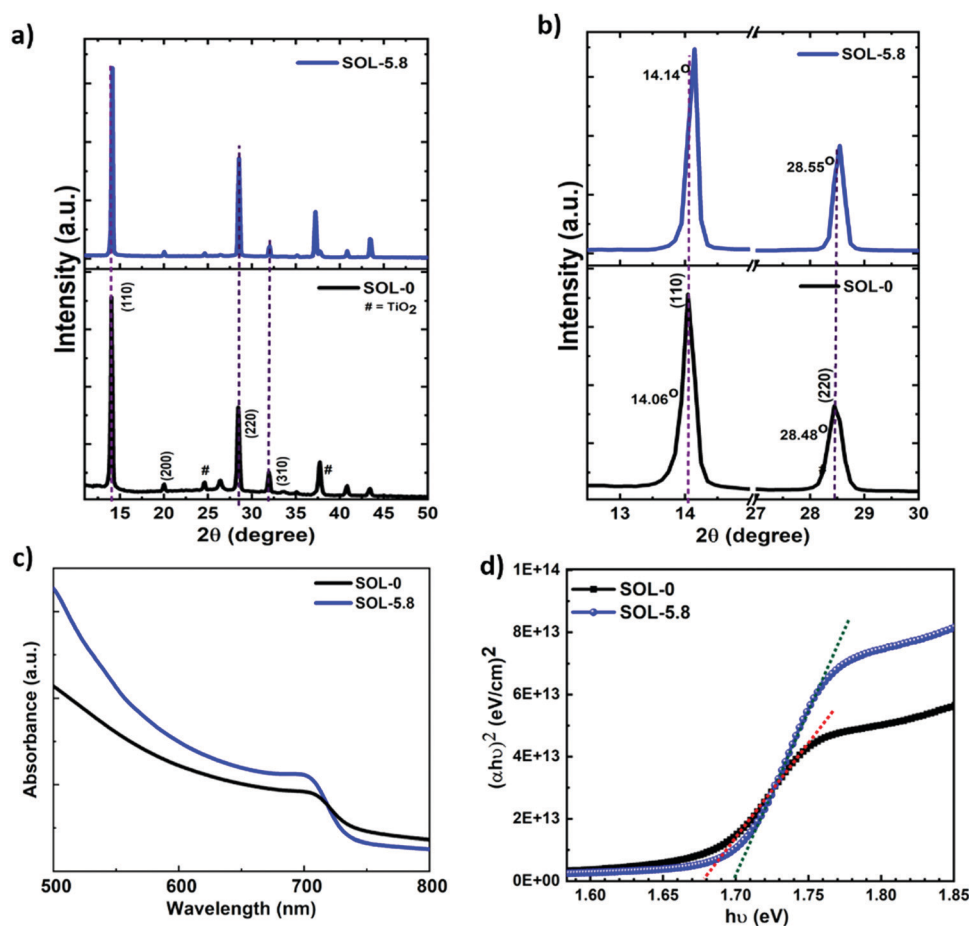 a)
SOL-5.8
Intensity (a.u.)
SOL-0
# = TiO2
(110)
(200)
#
(220)
(310)
#
15 20 25 30 35 40 45 50
2θ (degree)
b)
SOL-5.8
14.14°
28.55°
Intensity (a.u.)
SOL-0
(110)
14.06°
(220)
28.48°
13 14 27 28 29 30
2θ (degree)
c)
SOL-0
SOL-5.8
Absorbance (a.u.)
500 600 700 800
Wavelength (nm)
d)
1E+14
SOL-0
SOL-5.8
8E+13
6E+13
4E+13
2E+13
0E+00
(αhυ)2 (eV/cm)2
1.60 1.65 1.70 1.75 1.80 1.85
hυ (eV)